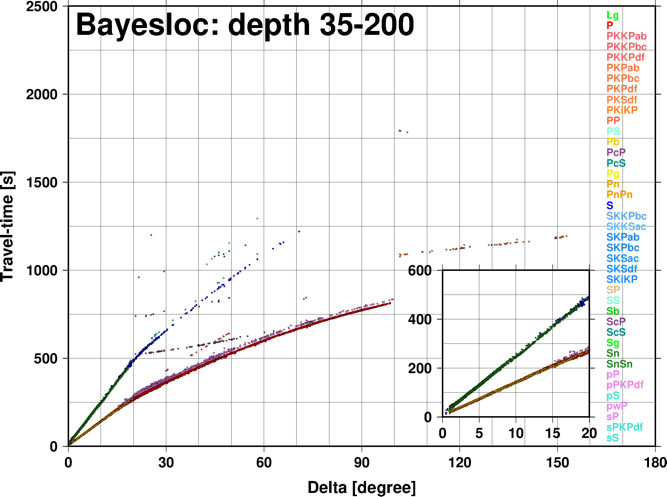 Bayesloc: depth 35-200
Travel-time [s]
2500
2000
1500
1000
500
0
0
30
60
90
120
150
180
Delta [degree]
600
400
200
0
0
5
10
15
20
Lg
P
PKKPab
PKKPbc
PKKPdf
PKPab
PKPbc
PKPdf
PKSdf
PKiKP
PP
PS
Pb
PcP
PcS
Pg
Pn
PnPn
S
SKKPbc
SKKSac
SKPab
SKPbc
SKSac
SKSdf
SKiKP
SP
SS
Sb
ScP
ScS
Sg
Sn
SnSn
pP
pPKPdf
pS
pwP
sP
sPKPdf
sS